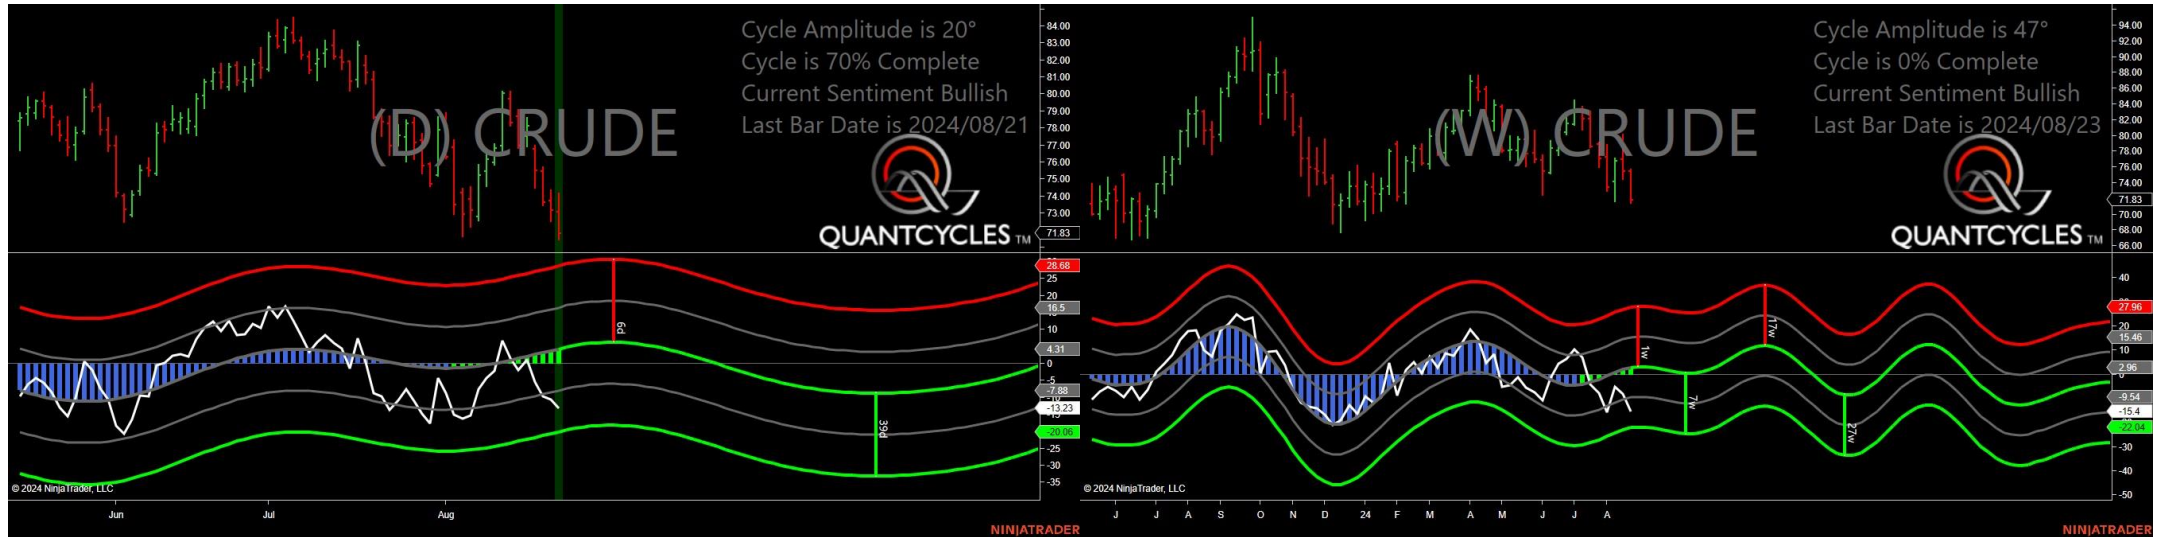 Cycle Amplitude is 20°
Cycle is 70% Complete
Current Sentiment Bullish
Last Bar Date is 2024/08/21
(D) CRUDE
QUANTCYCLES TM
84.00
83.00
82.00
81.00
80.00
79.00
78.00
77.00
76.00
75.00
74.00
73.00
71.83
28.68
25
20
16.5
10
4.31
0
-5
-7.88
-13.23
-20.06
-25
-30
-35
6d
39d
© 2024 NinjaTrader, LLC
Jun
Jul
Aug
NINJATRADER
Cycle Amplitude is 47°
Cycle is 0% Complete
Current Sentiment Bullish
Last Bar Date is 2024/08/23
(W) CRUDE
QUANTCYCLES TM
94.00
92.00
90.00
88.00
86.00
84.00
82.00
80.00
78.00
76.00
74.00
71.83
70.00
68.00
66.00
40
27.96
20
15.46
10
2.96
-9.54
-15.4
-22.04
-30
-40
-50
1w
7w
17w
27w
© 2024 NinjaTrader, LLC
J J A S O N D 24 F M A M J J A
NINJATRADER